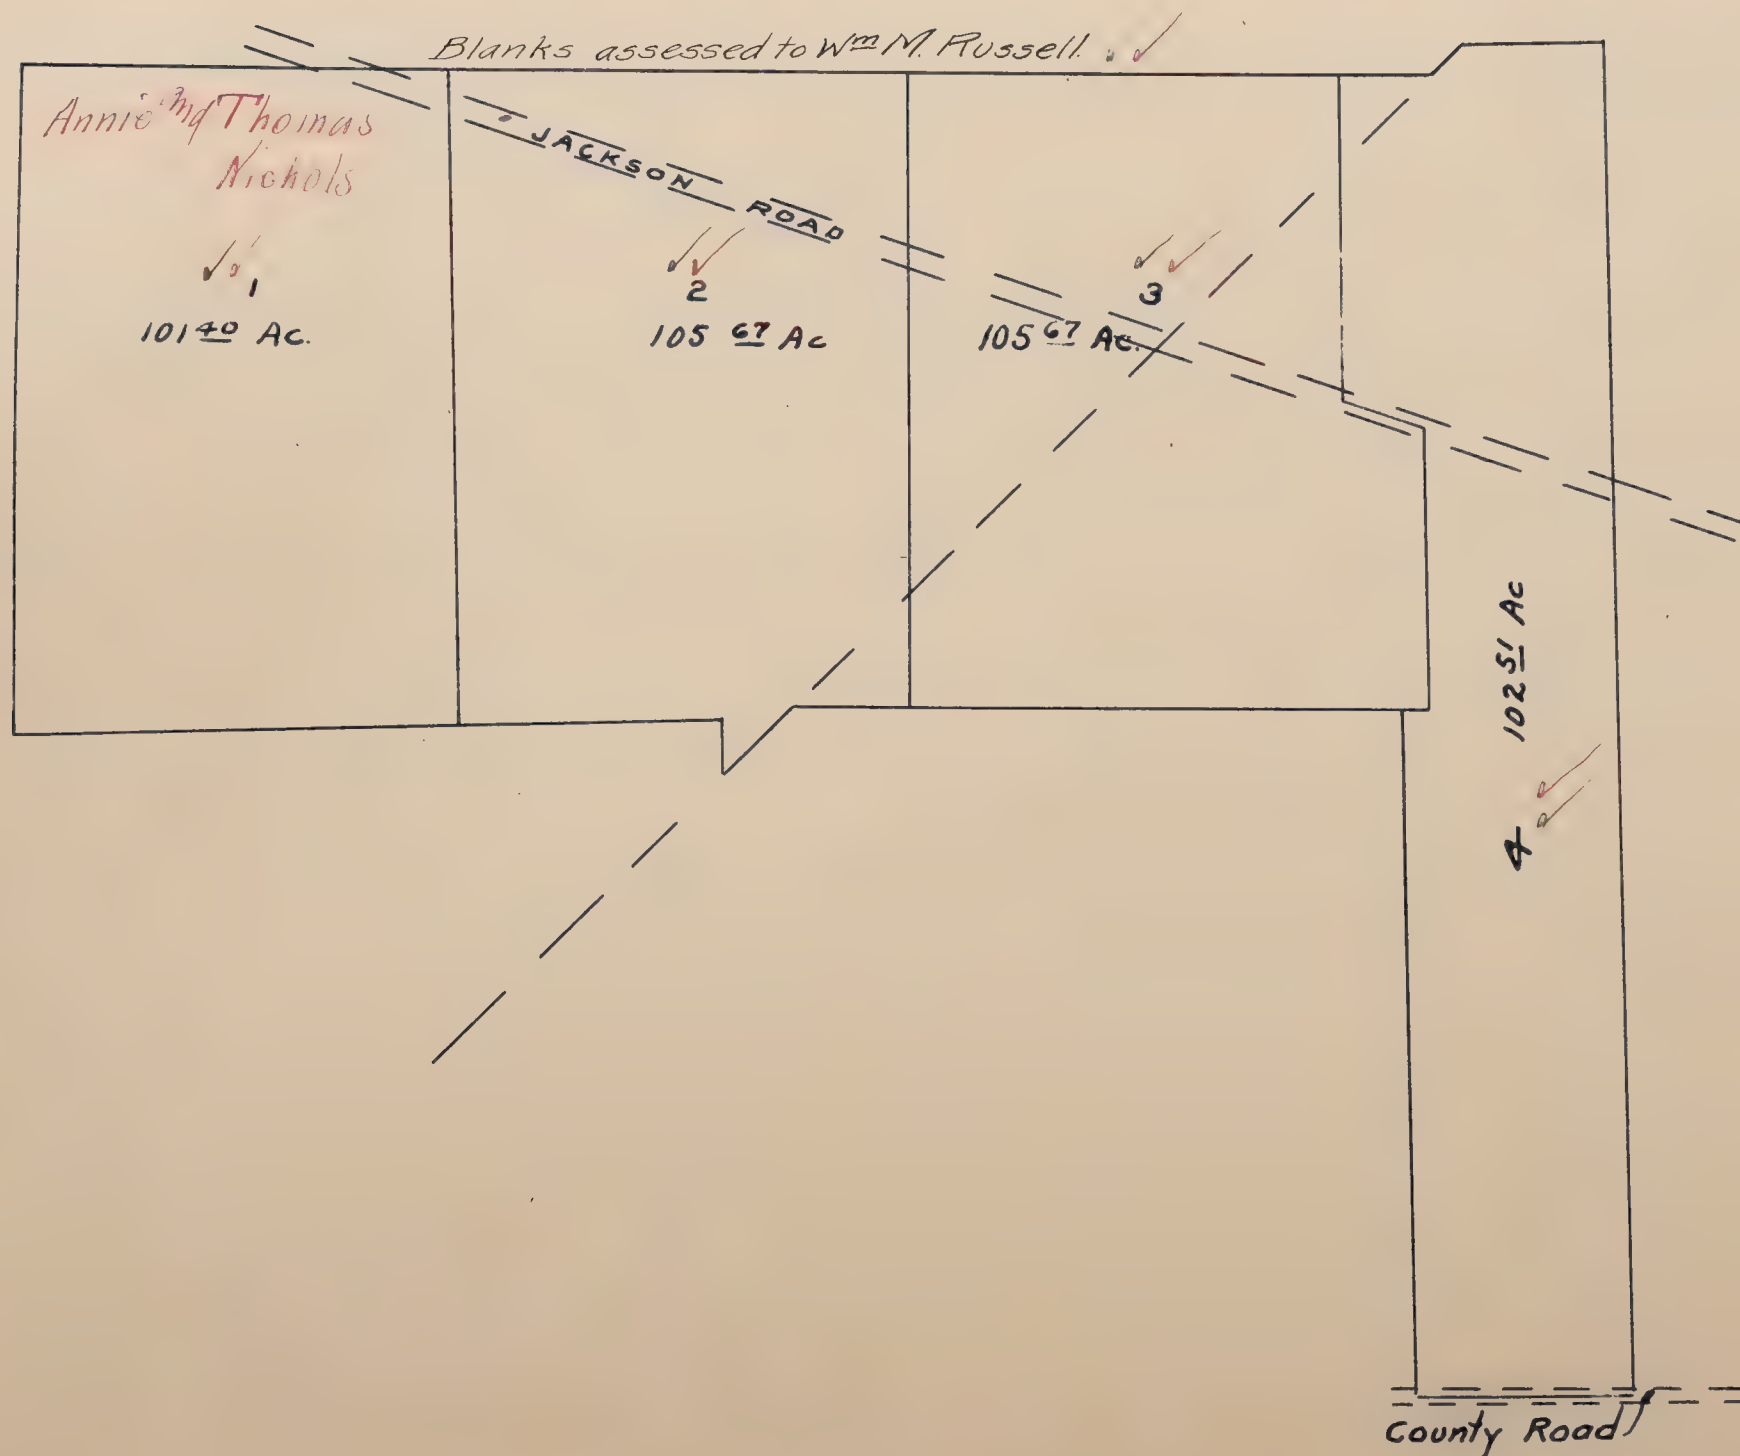 Blanks assessed to Wm M. Russell.
Annie Thomas
Nichols
JACKSON ROAD
1
101 40 Ac.
2
105 67 Ac
3
105 67 Ac.
4 102 51 Ac
County Road